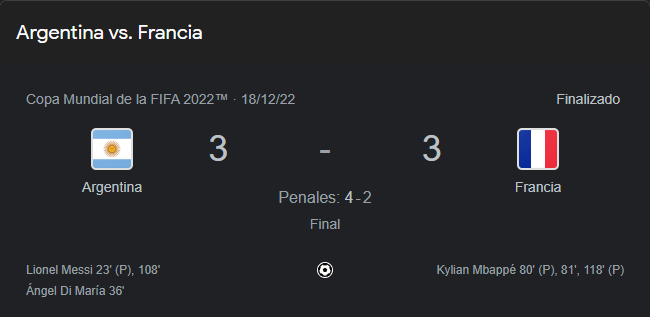 Argentina vs. Francia
Copa Mundial de la FIFA 2022™ · 18/12/22 Finalizado
3 - 3
Argentina Francia
Penales: 4 - 2
Final
Lionel Messi 23' (P), 108' Kylian Mbappé 80' (P), 81', 118' (P)
Ángel Di María 36'